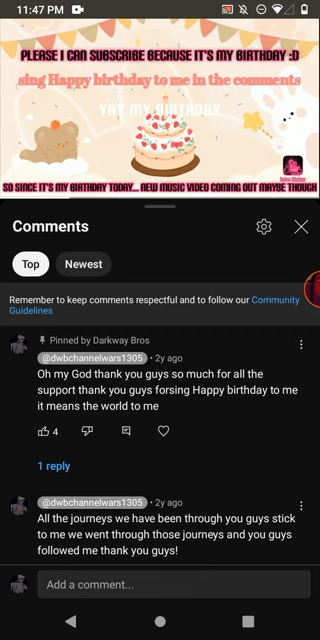 11:47 PM
PLEASE I CAN SUBSCRIBE BECAUSE IT'S MY BIRTHDAY :D
sing Happy birthday to me in the comments
YAY MY BIRTHDAY
SO SINCE IT'S MY BIRTHDAY TODAY... NEW MUSIC VIDEO COMING OUT MAYBE THOUGH
Comments
Top
Newest
Remember to keep comments respectful and to follow our Community
Guidelines
Pinned by Darkway Bros
@dwbchannelwars1305 • 2y ago
Oh my God thank you guys so much for all the
support thank you guys forsing Happy birthday to me
it means the world to me
4
1 reply
@dwbchannelwars1305 • 2y ago
All the journeys we have been through you guys stick
to me we went through those journeys and you guys
followed me thank you guys!
Add a comment...